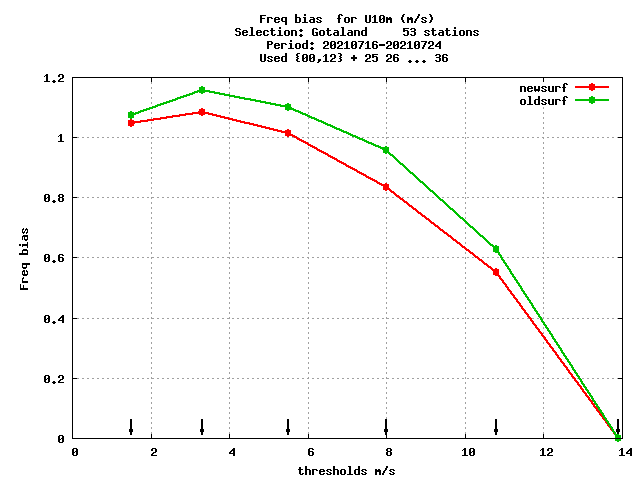 Freq bias  for U10m (m/s)
Selection: Gotaland     53 stations
Period: 20210716-20210724
Used {00,12} + 25 26 ... 36
newsurf
oldsurf
1.2
1
0.8
0.6
0.4
0.2
0
Freq bias
0 2 4 6 8 10 12 14
thresholds m/s